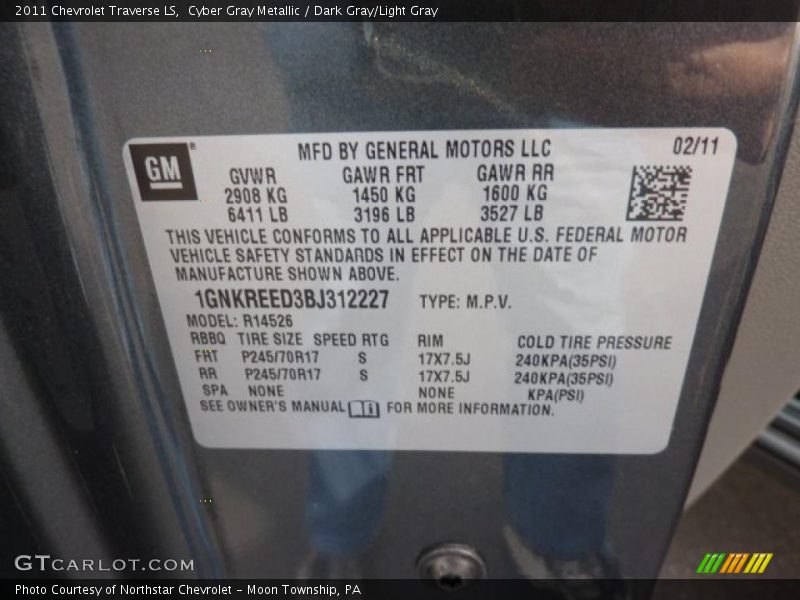 2011 Chevrolet Traverse LS, Cyber Gray Metallic / Dark Gray/Light Gray
GM
MFD BY GENERAL MOTORS LLC 02/11
GVWR GAWR FRT GAWR RR
2908 KG 1450 KG 1600 KG
6411 LB 3196 LB 3527 LB
THIS VEHICLE CONFORMS TO ALL APPLICABLE U.S. FEDERAL MOTOR
VEHICLE SAFETY STANDARDS IN EFFECT ON THE DATE OF
MANUFACTURE SHOWN ABOVE.
1GNKREED3BJ312227 TYPE: M.P.V.
MODEL: R14526
RBBQ TIRE SIZE SPEED RTG RIM COLD TIRE PRESSURE
FRT P245/70R17 S 17X7.5J 240KPA(35PSI)
RR P245/70R17 S 17X7.5J 240KPA(35PSI)
SPA NONE NONE KPA(PSI)
SEE OWNER'S MANUAL FOR MORE INFORMATION.
GTCARLOT.COM
Photo Courtesy of Northstar Chevrolet - Moon Township, PA